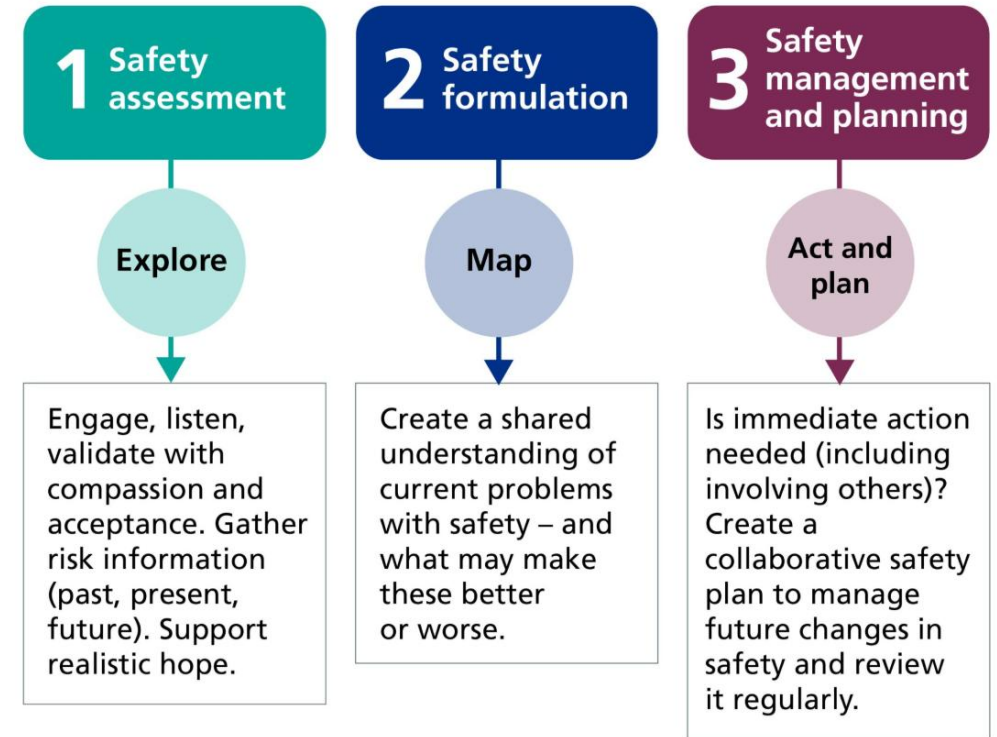 1 Safety
assessment
Explore
Engage, listen,
validate with
compassion and
acceptance. Gather
risk information
(past, present,
future). Support
realistic hope.
2 Safety
formulation
Map
Create a shared
understanding of
current problems
with safety – and
what may make
these better
or worse.
3 Safety
management
and planning
Act and
plan
Is immediate action
needed (including
involving others)?
Create a
collaborative safety
plan to manage
future changes in
safety and review
it regularly.